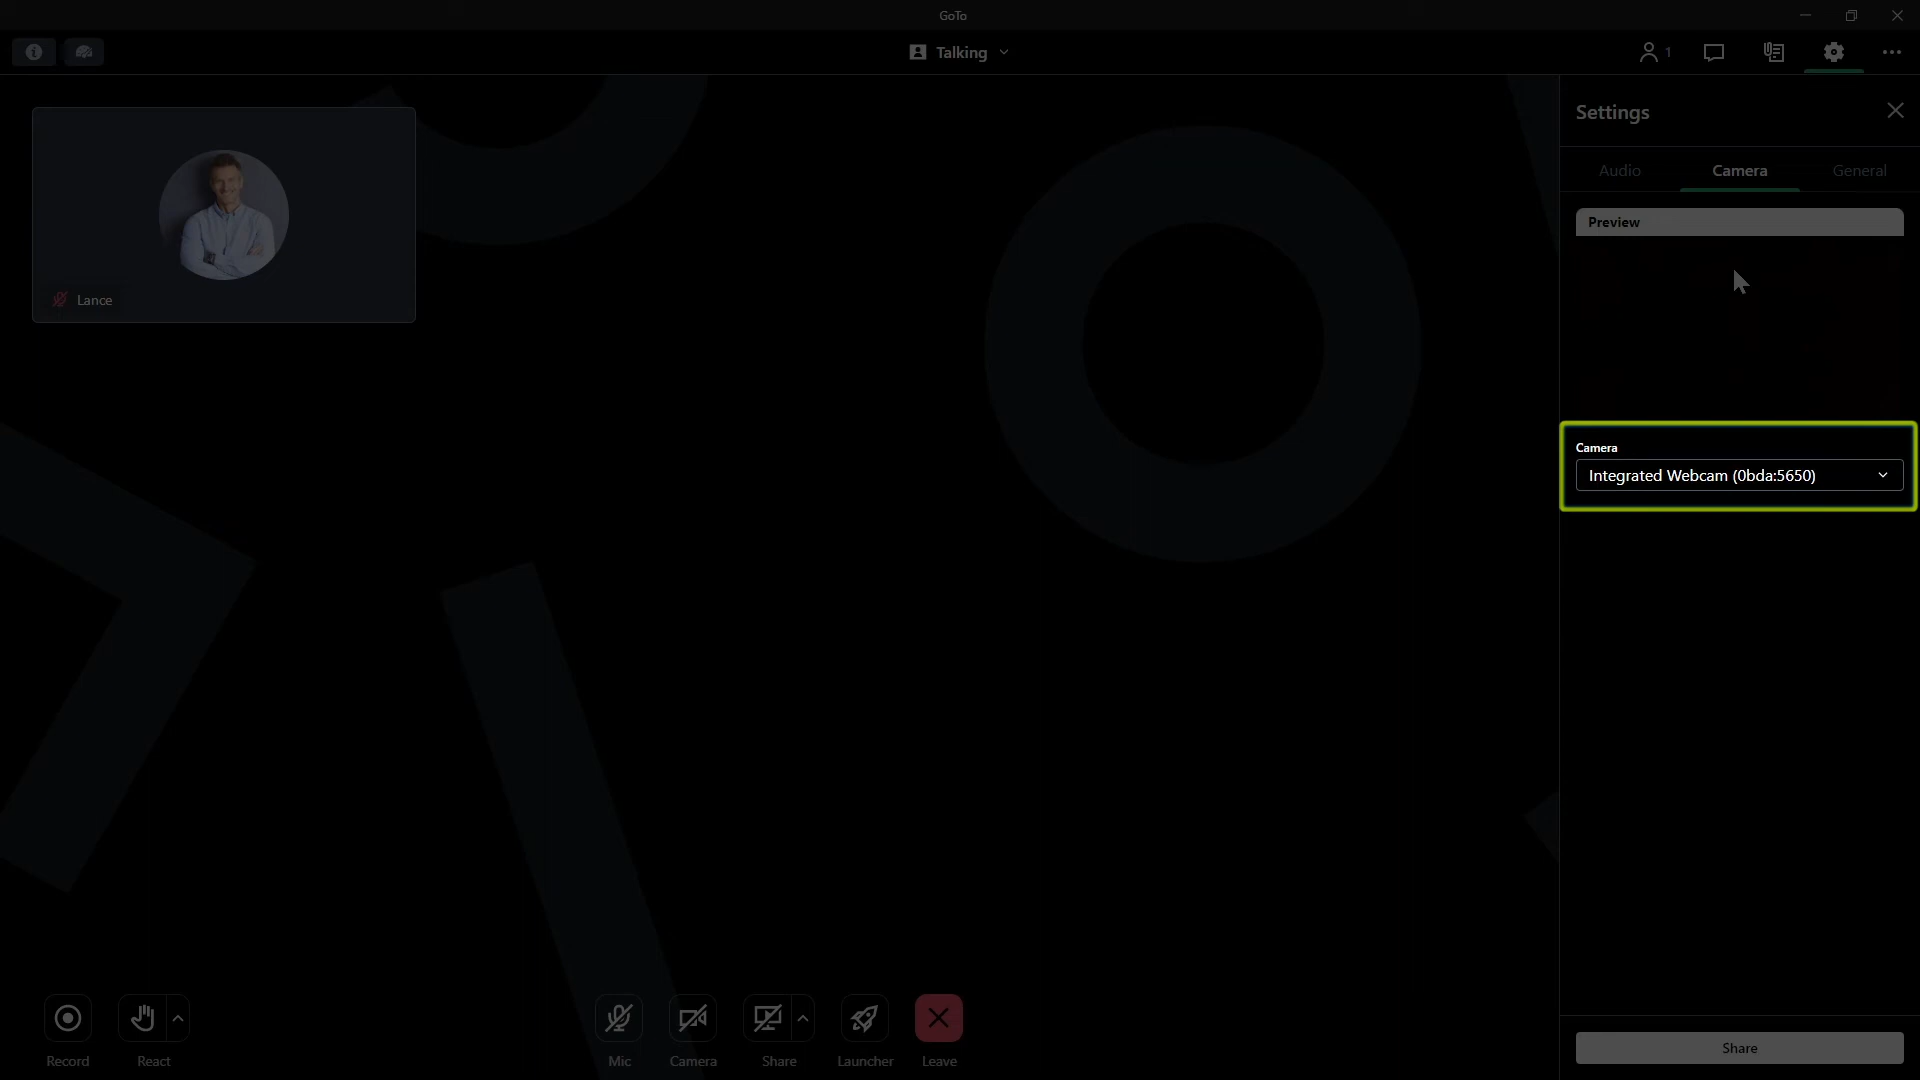 GoTo
Talking
1
Settings
Audio
Camera
General
Preview
Lance
Camera
Integrated Webcam (0bda:5650)
Record
React
Mic
Camera
Share
Launcher
Leave
Share